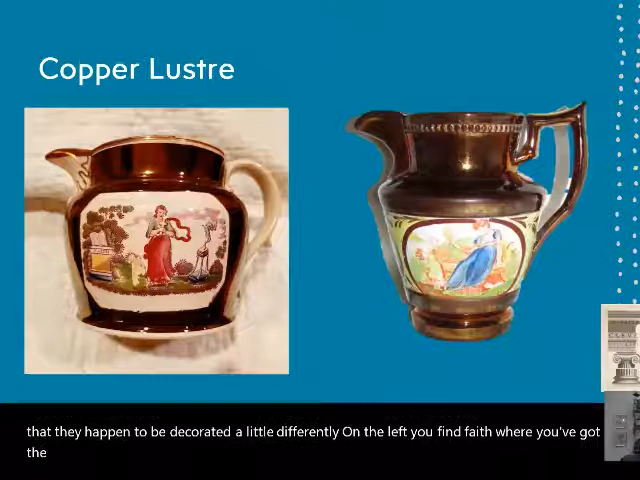 Copper Lustre
that they happen to be decorated a little differently On the left you find faith where you've got
the